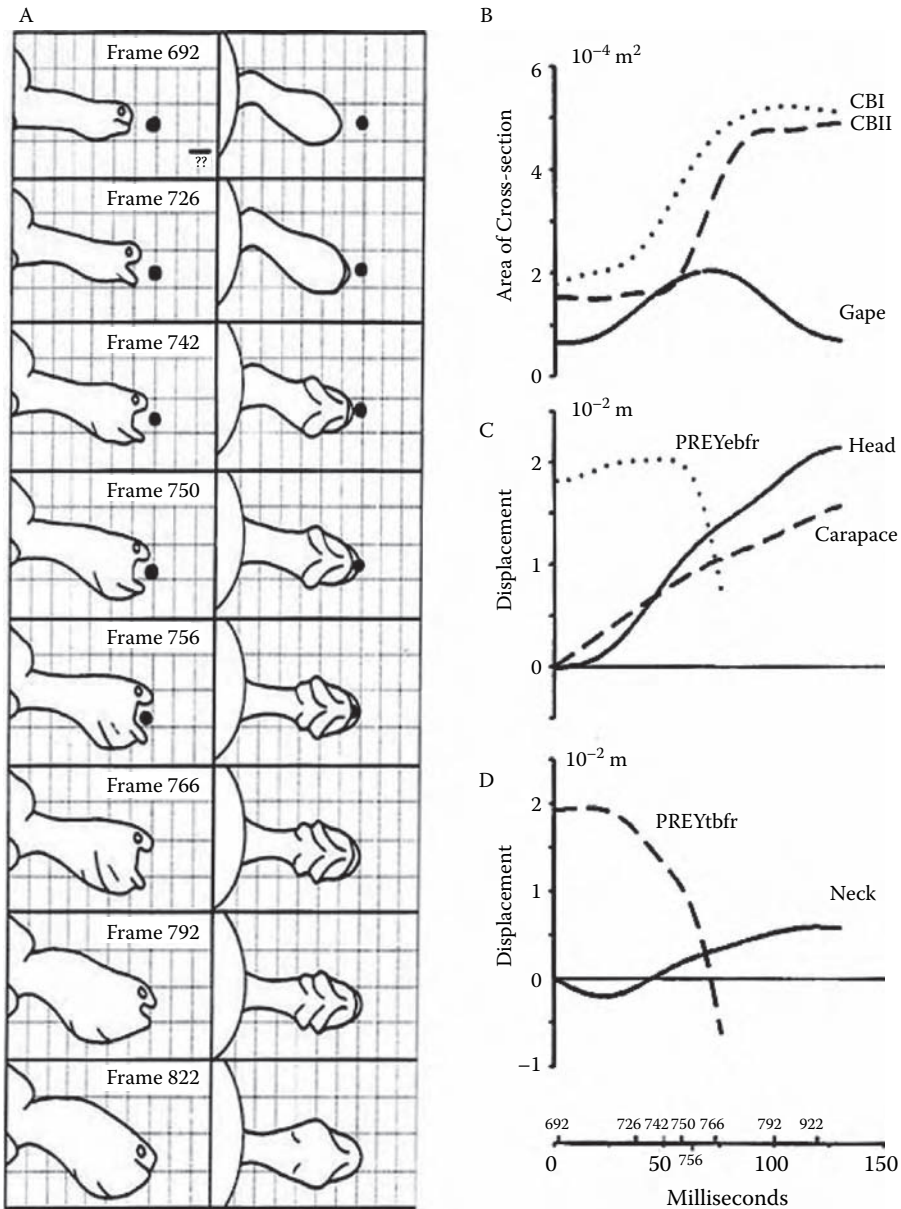 A
Frame 692
??
Frame 726
Frame 742
Frame 750
Frame 756
Frame 766
Frame 792
Frame 822
B
10−4 m2
6
4
2
0
Area of Cross-section
CBI
CBII
Gape
C
10−2 m
2
1
0
Displacement
PREYebfr
Head
Carapace
D
10−2 m
2
1
0
−1
Displacement
PREYtbfr
Neck
692 726 742 750 766 792 922
756
0 50 100 150
Milliseconds